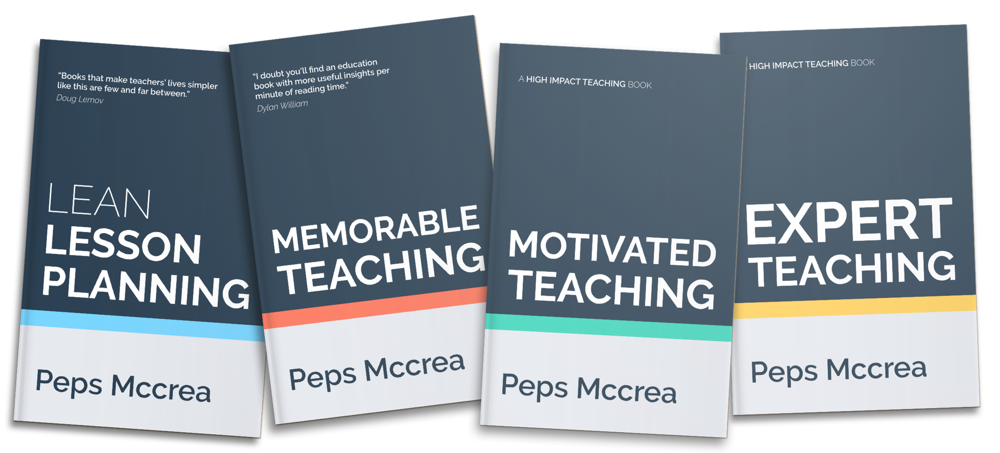 “Books that make teachers’ lives simpler
like this are few and far between.”
Doug Lemov
LEAN
LESSON
PLANNING
Peps Mccrea
“I doubt you’ll find an education
book with more useful insights per
minute of reading time.”
Dylan William
MEMORABLE
TEACHING
Peps Mccrea
A HIGH IMPACT TEACHING BOOK
MOTIVATED
TEACHING
Peps Mccrea
HIGH IMPACT TEACHING BOOK
EXPERT
TEACHING
Peps Mccrea